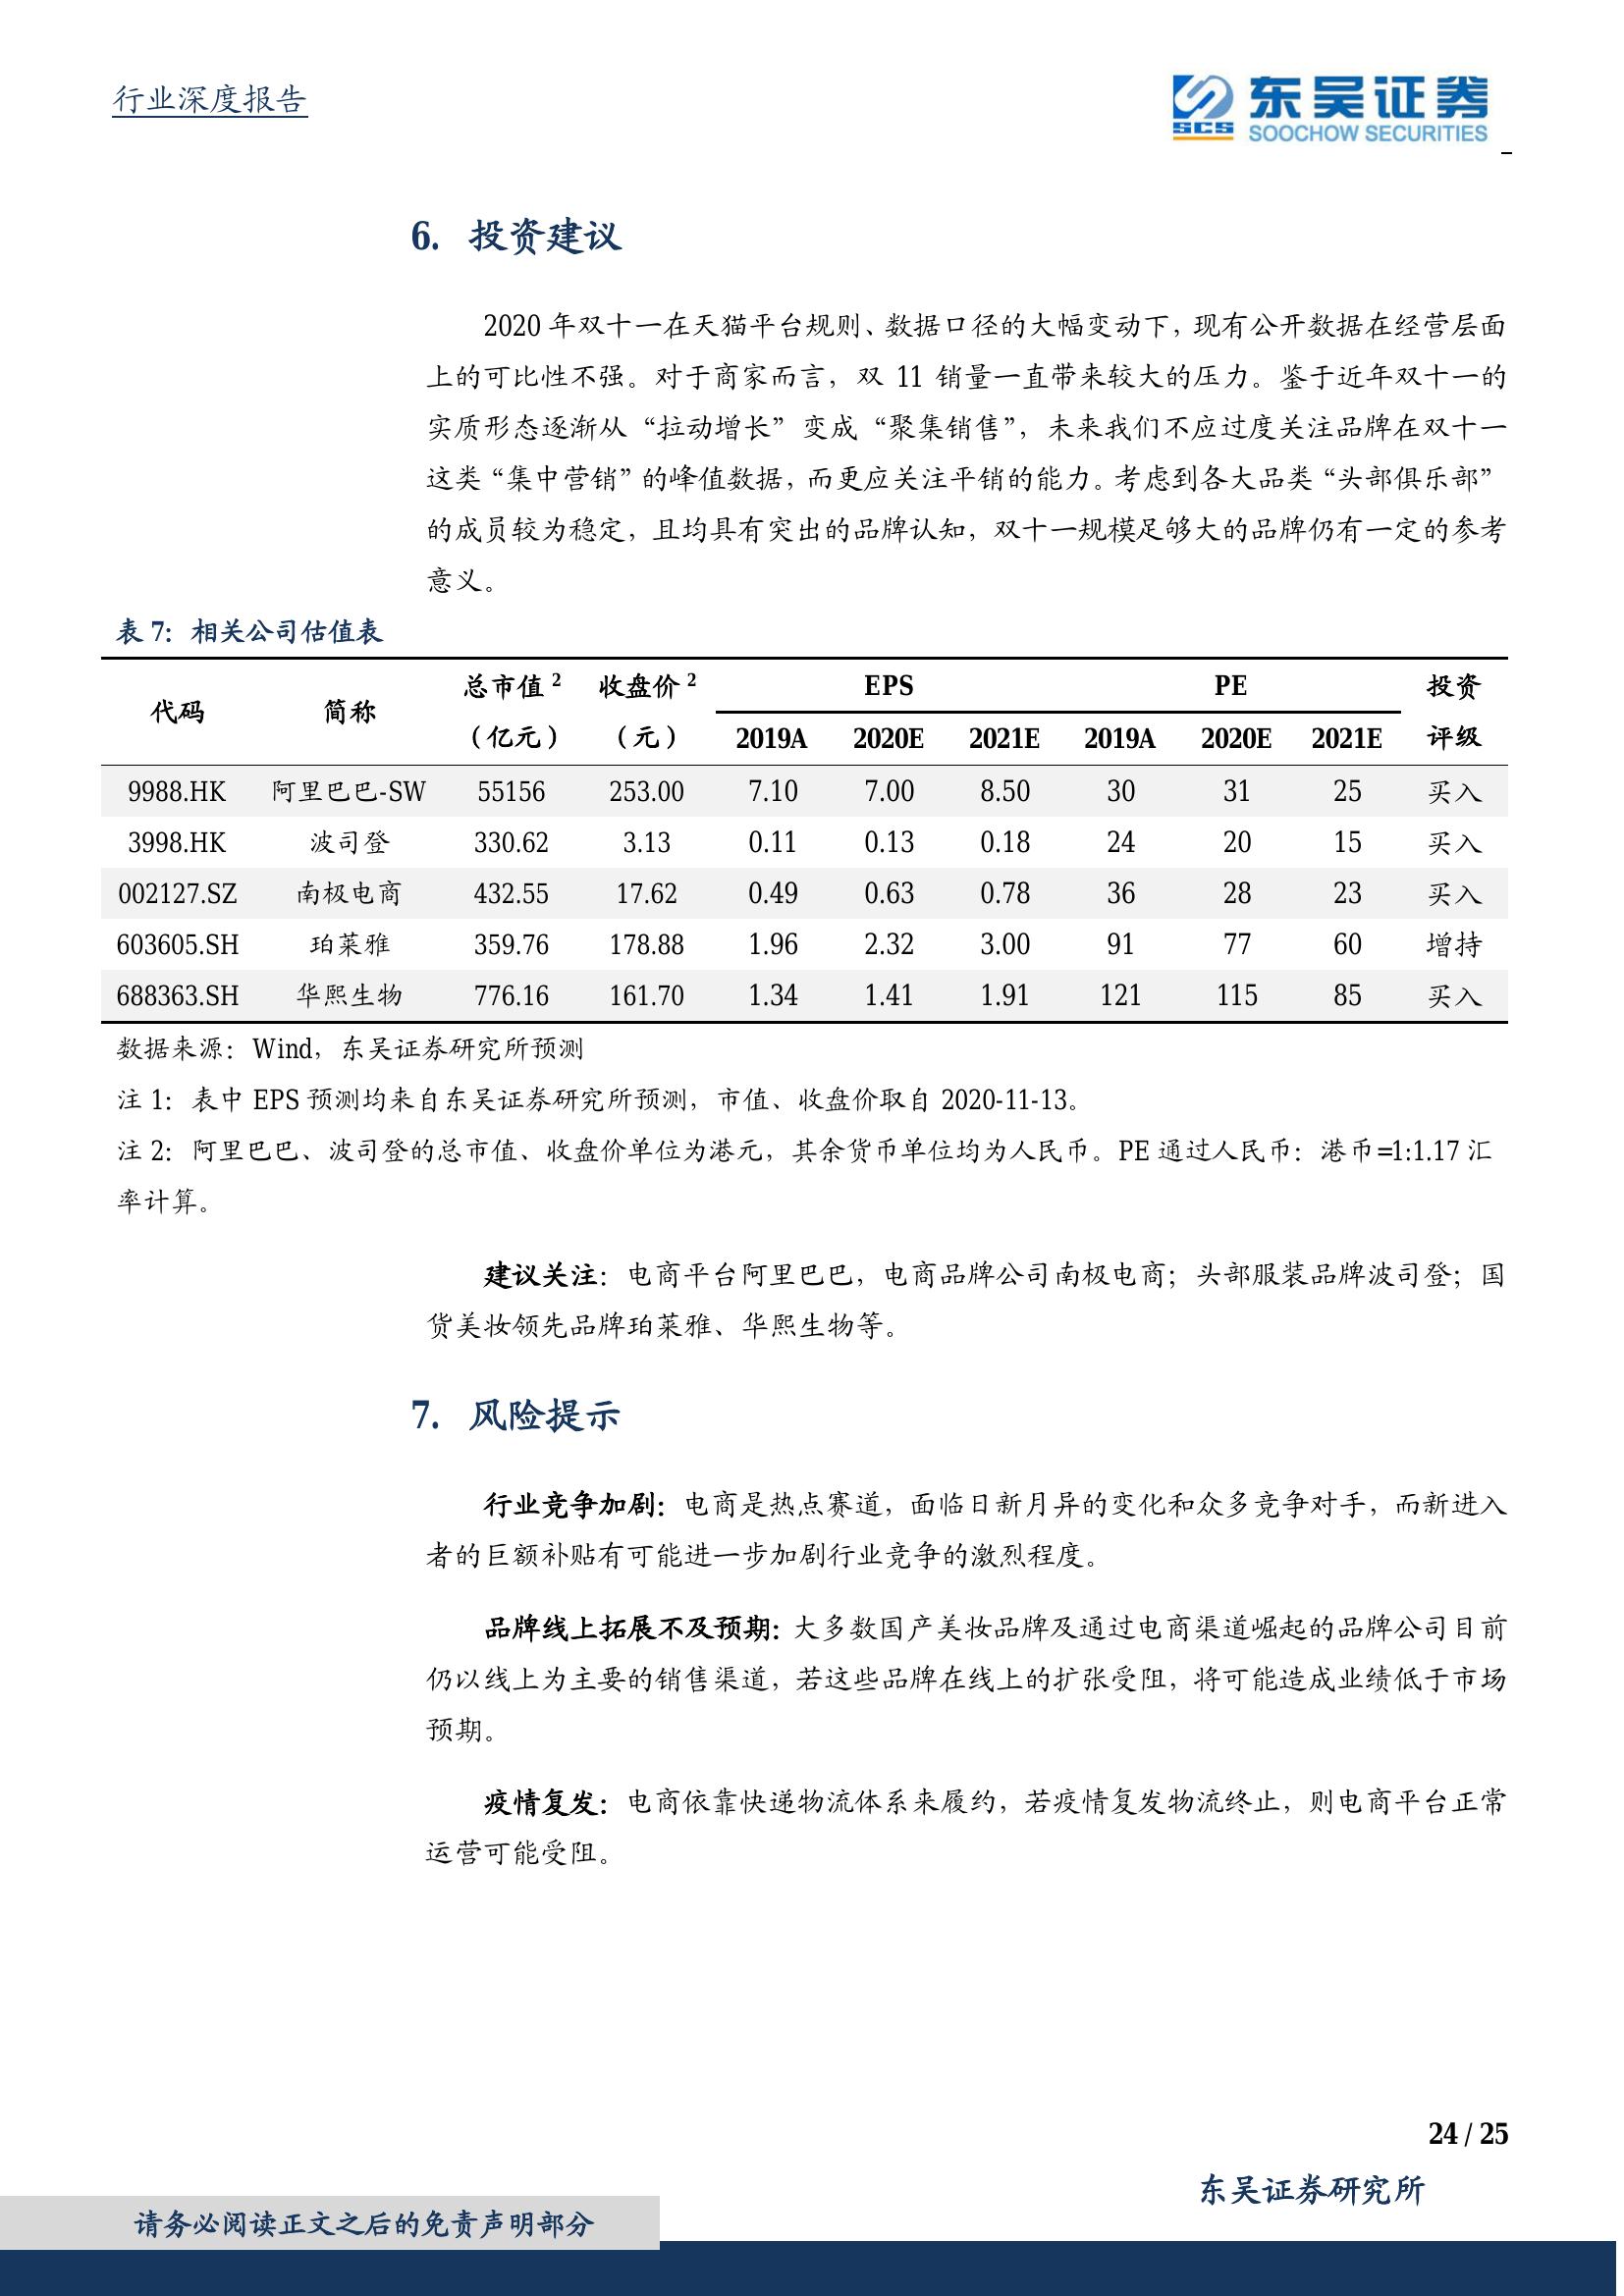 行业深度报告
SCS 东吴证券
SOOCHOW SECURITIES
6. 投资建议
2020 年双十一在天猫平台规则、数据口径的大幅变动下，现有公开数据在经营层面
上的可比性不强。对于商家而言，双 11 销量一直带来较大的压力。鉴于近年双十一的
实质形态逐渐从“拉动增长”变成“聚集销售”，未来我们不应过度关注品牌在双十一
这类“集中营销”的峰值数据，而更应关注平销的能力。考虑到各大品类“头部俱乐部”
的成员较为稳定，且均具有突出的品牌认知，双十一规模足够大的品牌仍有一定的参考
意义。
表 7：相关公司估值表
代码 简称 总市值 2（亿元） 收盘价 2（元） EPS PE 投资评级
2019A 2020E 2021E 2019A 2020E 2021E
9988.HK 阿里巴巴-SW 55156 253.00 7.10 7.00 8.50 30 31 25 买入
3998.HK 波司登 330.62 3.13 0.11 0.13 0.18 24 20 15 买入
002127.SZ 南极电商 432.55 17.62 0.49 0.63 0.78 36 28 23 买入
603605.SH 珀莱雅 359.76 178.88 1.96 2.32 3.00 91 77 60 增持
688363.SH 华熙生物 776.16 161.70 1.34 1.41 1.91 121 115 85 买入
数据来源：Wind，东吴证券研究所预测
注 1：表中 EPS 预测均来自东吴证券研究所预测，市值、收盘价取自 2020-11-13。
注 2：阿里巴巴、波司登的总市值、收盘价单位为港元，其余货币单位均为人民币。PE 通过人民币：港币=1:1.17 汇
率计算。
建议关注：电商平台阿里巴巴，电商品牌公司南极电商；头部服装品牌波司登；国
货美妆领先品牌珀莱雅、华熙生物等。
7. 风险提示
行业竞争加剧：电商是热点赛道，面临日新月异的变化和众多竞争对手，而新进入
者的巨额补贴有可能进一步加剧行业竞争的激烈程度。
品牌线上拓展不及预期：大多数国产美妆品牌及通过电商渠道崛起的品牌公司目前
仍以线上为主要的销售渠道，若这些品牌在线上的扩张受阻，将可能造成业绩低于市场
预期。
疫情复发：电商依靠快递物流体系来履约，若疫情复发物流终止，则电商平台正常
运营可能受阻。
24 / 25
东吴证券研究所
请务必阅读正文之后的免责声明部分